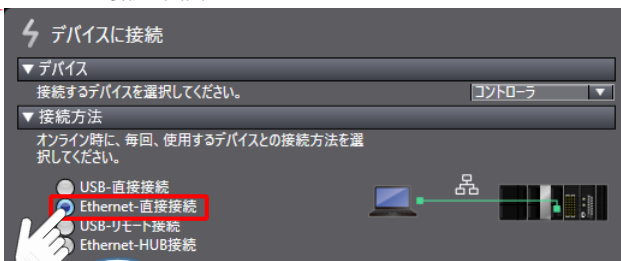 デバイスに接続
▼デバイス
接続するデバイスを選択してください。
コントローラ ▼
▼接続方法
オンライン時に、毎回、使用するデバイスとの接続方法を選
択してください。
USB-直接接続
Ethernet-直接接続
USB-リモート接続
Ethernet-HUB接続